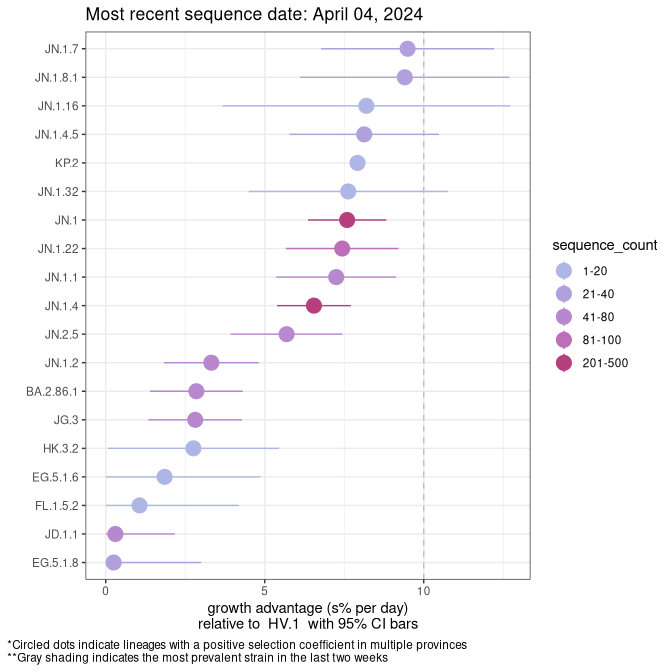 Most recent sequence date: April 04, 2024
JN.1.7
JN.1.8.1
JN.1.16
JN.1.4.5
KP.2
JN.1.32
JN.1
JN.1.22
JN.1.1
JN.1.4
JN.2.5
JN.1.2
BA.2.86.1
JG.3
HK.3.2
EG.5.1.6
FL.1.5.2
JD.1.1
EG.5.1.8
0 5 10
growth advantage (s% per day)
relative to HV.1 with 95% CI bars
sequence_count
1-20
21-40
41-80
81-100
201-500
*Circled dots indicate lineages with a positive selection coefficient in multiple provinces
**Gray shading indicates the most prevalent strain in the last two weeks